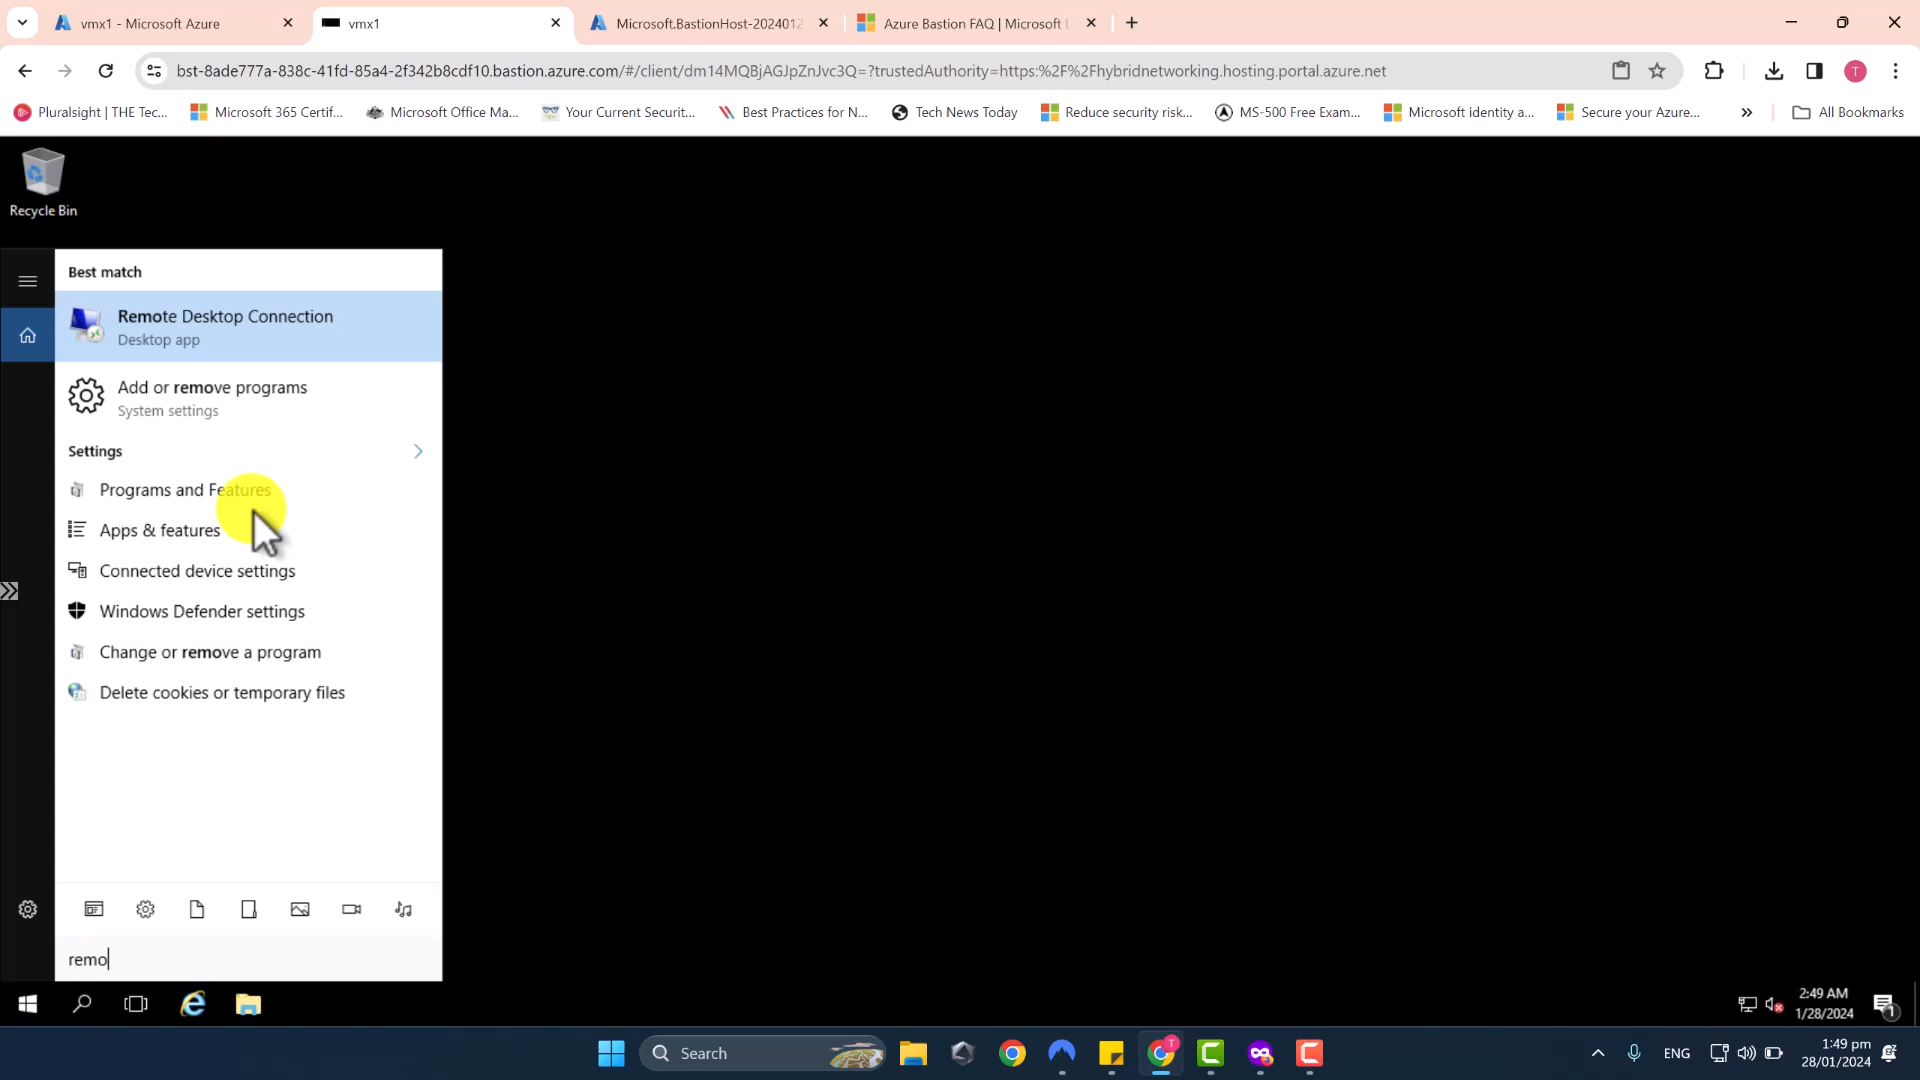 vmx1 - Microsoft Azure
vmx1
Microsoft.BastionHost-2024012
Azure Bastion FAQ | Microsoft L
bst-8ade777a-838c-41fd-85a4-2f342b8cdf10.bastion.azure.com/#/client/dm14MQBjAGJpZnJvc3Q=?trustedAuthority=https:%2F%2Fhybridnetworking.hosting.portal.azure.net
T
Pluralsight | THE Tec...
Microsoft 365 Certif...
Microsoft Office Ma...
Your Current Securit...
Best Practices for N...
Tech News Today
Reduce security risk...
MS-500 Free Exam...
Microsoft identity a...
Secure your Azure...
All Bookmarks
Recycle Bin
Best match
Remote Desktop Connection
Desktop app
Add or remove programs
System settings
Settings
Programs and Features
Apps & features
Connected device settings
Windows Defender settings
Change or remove a program
Delete cookies or temporary files
remo
2:49 AM
1/28/2024
1
Search
T
ENG
1:49 pm
28/01/2024